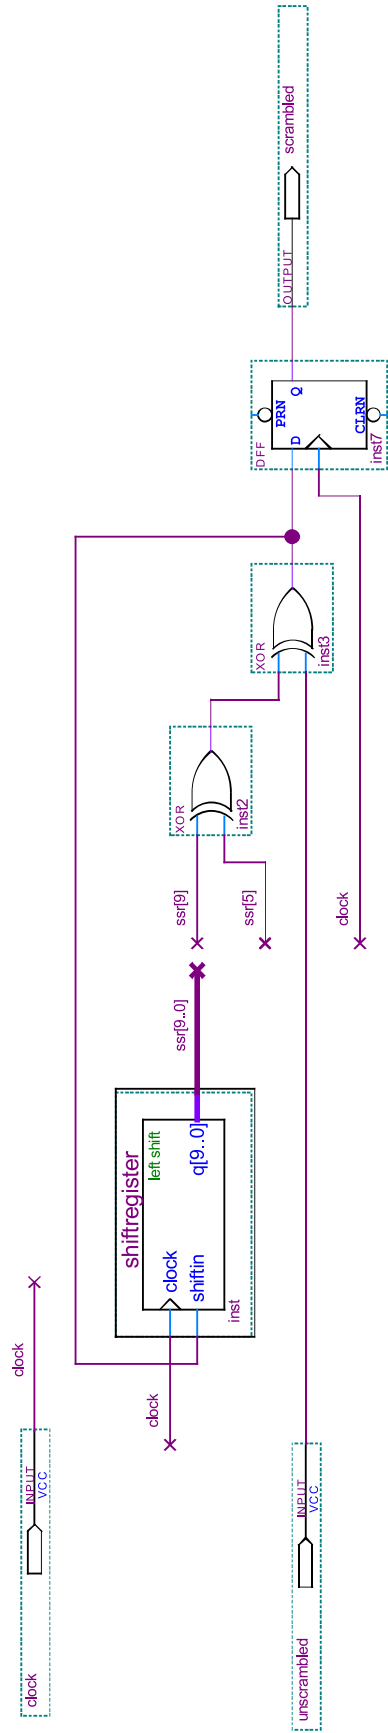 clock
INPUT
VCC
clock
clock
shiftregister
left shift
clock
shiftin
q[9..0]
inst
ssr[9..0]
ssr[9]
ssr[5]
XOR
inst2
XOR
inst3
unscrambled
INPUT
VCC
clock
DFF
PRN
D
Q
CLRN
inst7
OUTPUT
scrambled